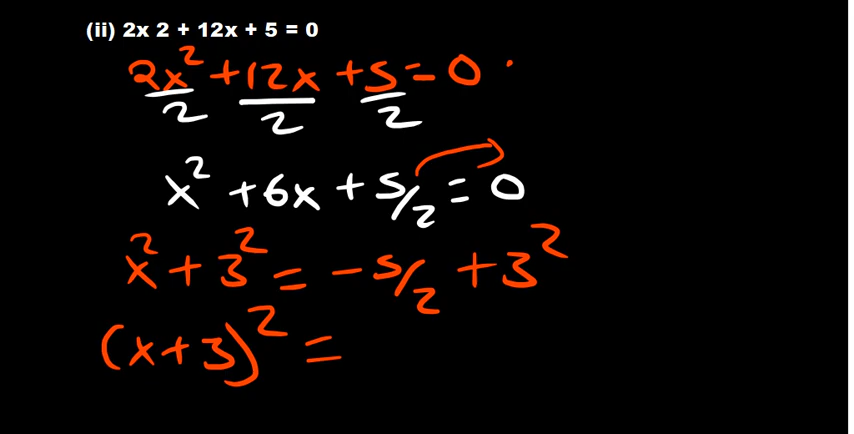 (ii) 2x 2 + 12x + 5 = 0
2x²/2 + 12x/2 + 5/2 = 0 .
x² + 6x + 5/2 = 0
x² + 3² = - 5/2 + 3²
(x + 3)² =